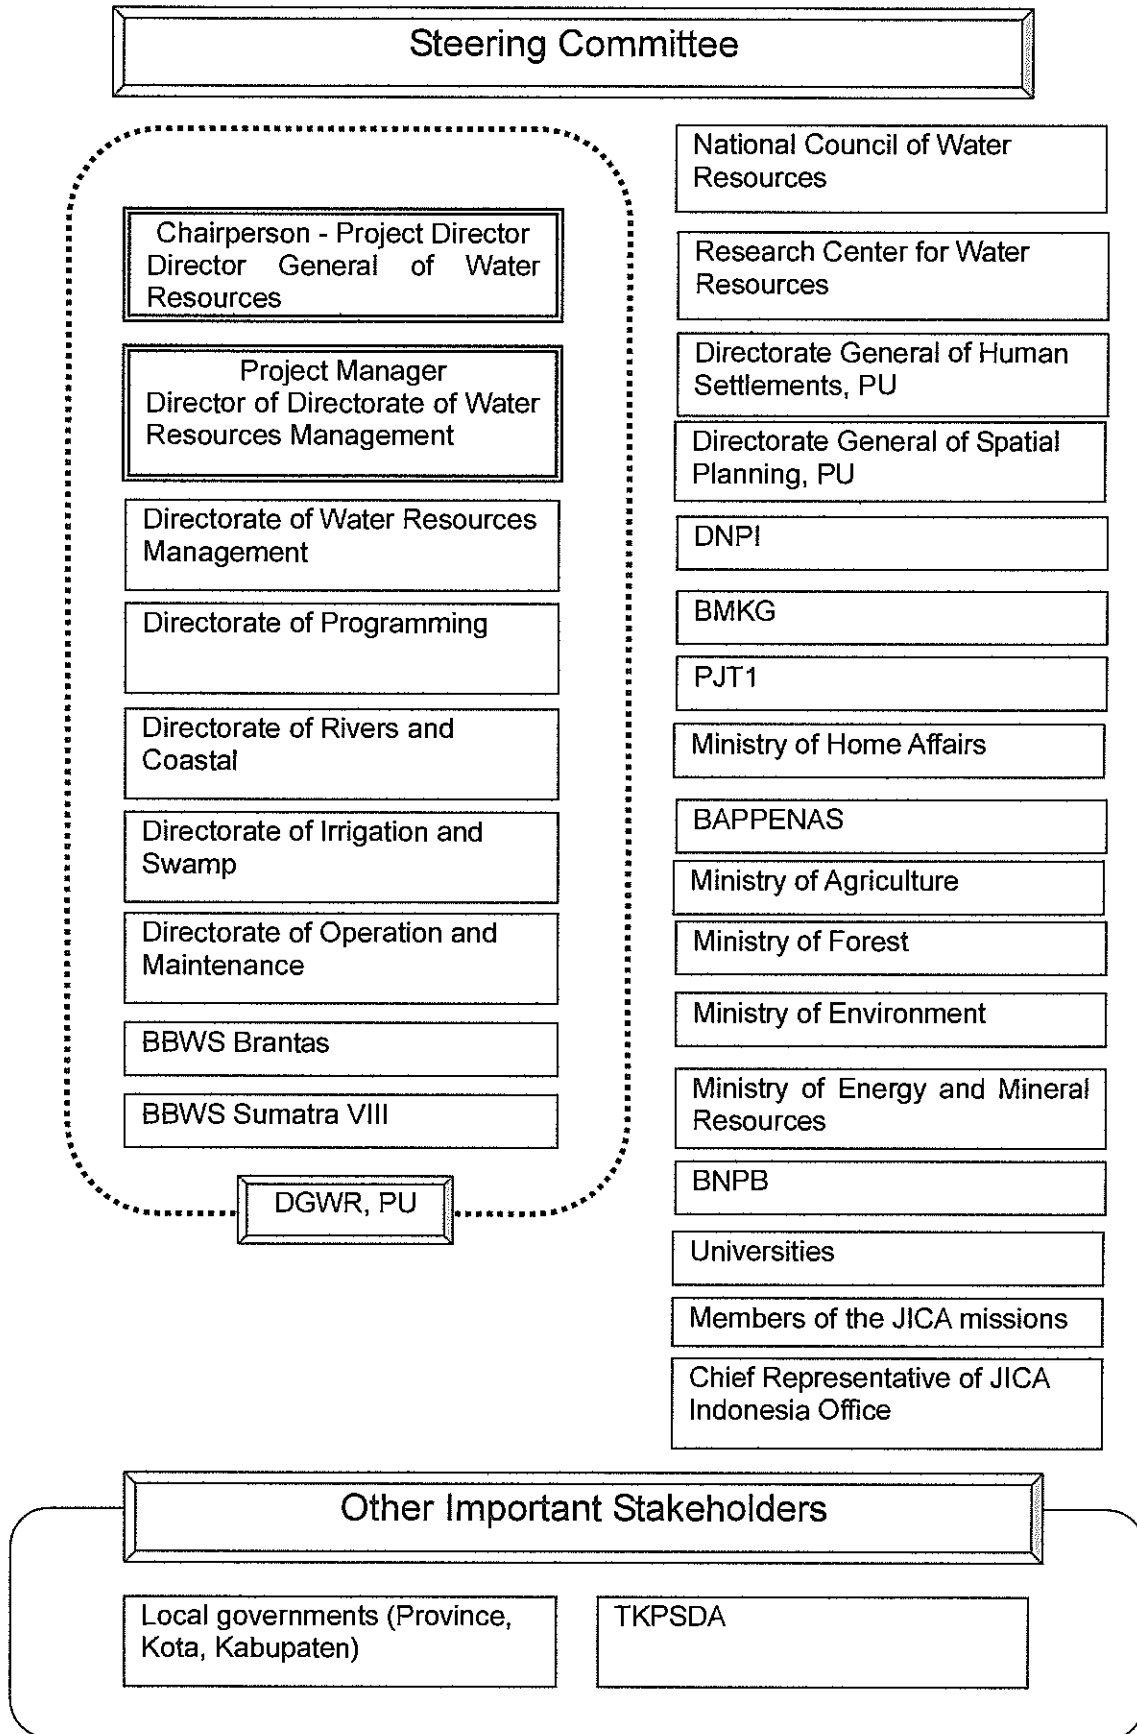 Steering Committee
Chairperson - Project Director
Director General of Water
Resources
Project Manager
Director of Directorate of Water
Resources Management
Directorate of Water Resources
Management
Directorate of Programming
Directorate of Rivers and
Coastal
Directorate of Irrigation and
Swamp
Directorate of Operation and
Maintenance
BBWS Brantas
BBWS Sumatra VIII
DGWR, PU
National Council of Water
Resources
Research Center for Water
Resources
Directorate General of Human
Settlements, PU
Directorate General of Spatial
Planning, PU
DNPI
BMKG
PJT1
Ministry of Home Affairs
BAPPENAS
Ministry of Agriculture
Ministry of Forest
Ministry of Environment
Ministry of Energy and Mineral
Resources
BNPB
Universities
Members of the JICA missions
Chief Representative of JICA
Indonesia Office
Other Important Stakeholders
Local governments (Province,
Kota, Kabupaten)
TKPSDA